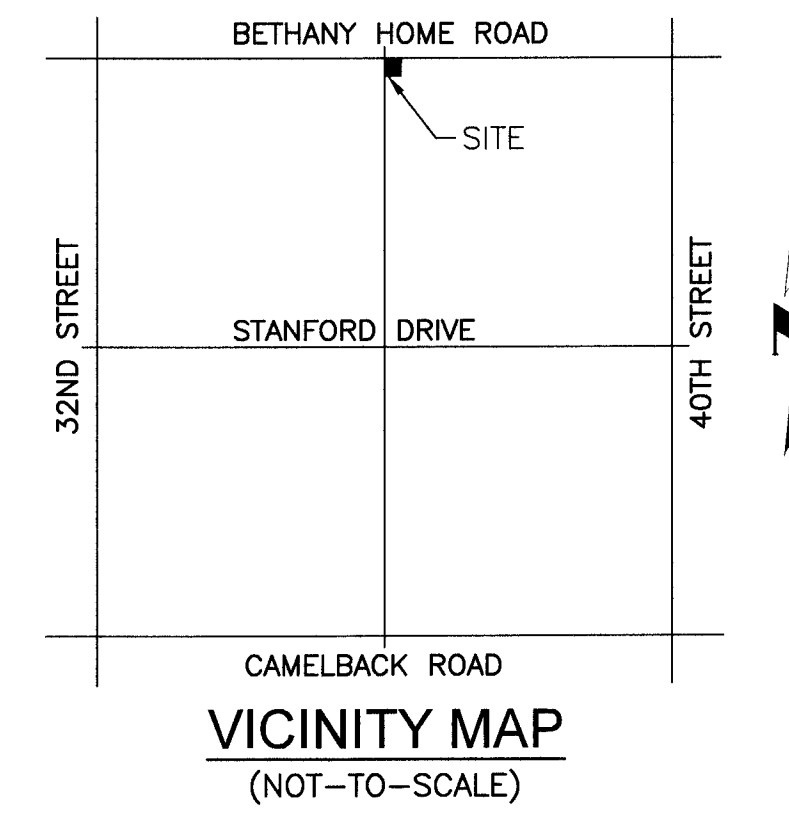 BETHANY HOME ROAD
SITE
32ND STREET
STANFORD DRIVE
40TH STREET
CAMELBACK ROAD
VICINITY MAP
(NOT-TO-SCALE)